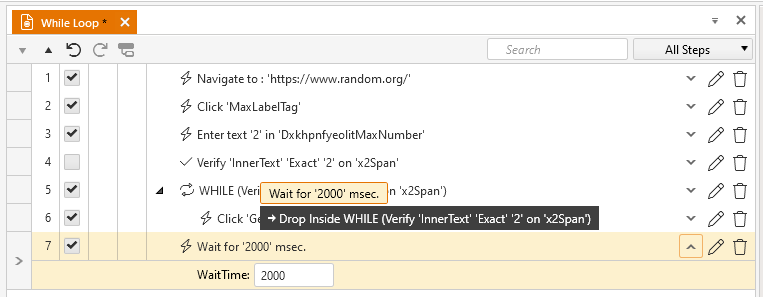 While Loop *
Search
All Steps
1 Navigate to : 'https://www.random.org/'
2 Click 'MaxLabelTag'
3 Enter text '2' in 'DxkhpnfyeolitMaxNumber'
4 Verify 'InnerText' 'Exact' '2' on 'x2Span'
5 WHILE (Veri on 'x2Span')
Wait for '2000' msec.
6 Click 'Ge
Drop Inside WHILE (Verify 'InnerText' 'Exact' '2' on 'x2Span')
7 Wait for '2000' msec.
WaitTime: 2000